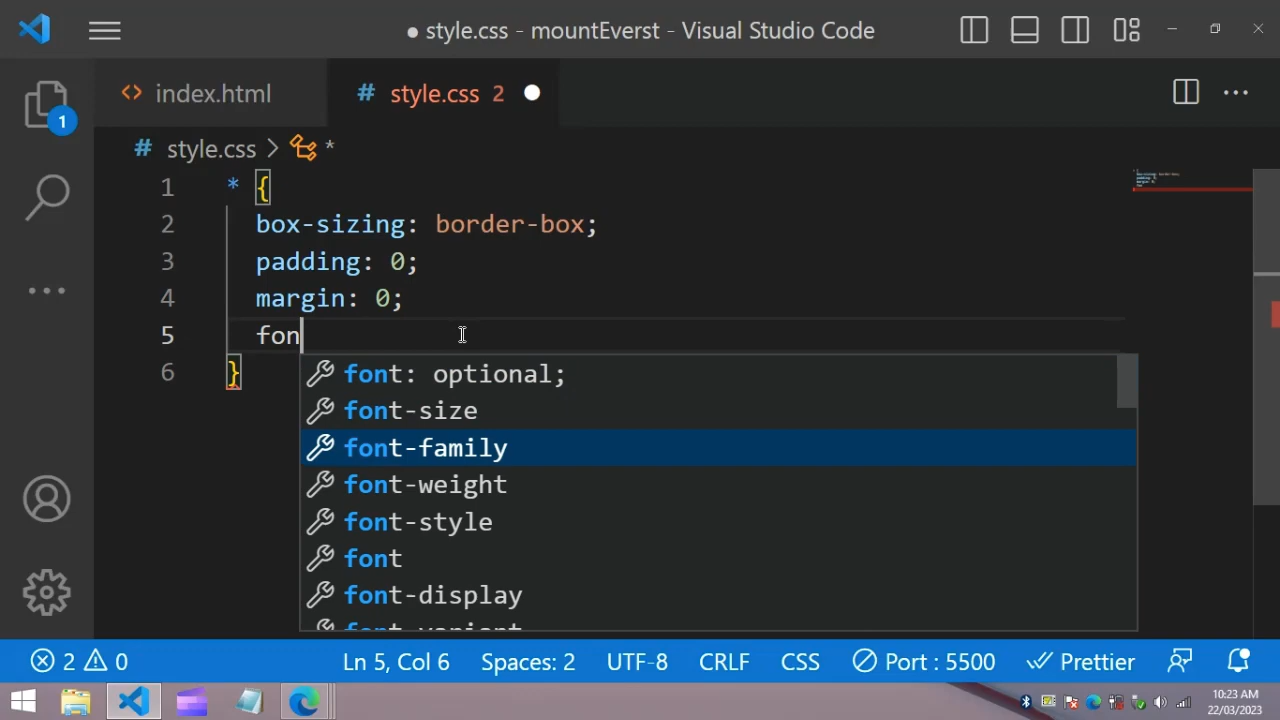 ● style.css - mountEverst - Visual Studio Code
index.html
# style.css 2
# style.css > *
1 * {
2 box-sizing: border-box;
3 padding: 0;
4 margin: 0;
5 fon
6 }
font: optional;
font-size
font-family
font-weight
font-style
font
font-display
font-variant
1
2 0 Ln 5, Col 6 Spaces: 2 UTF-8 CRLF CSS Port : 5500 Prettier
10:23 AM
22/03/2023